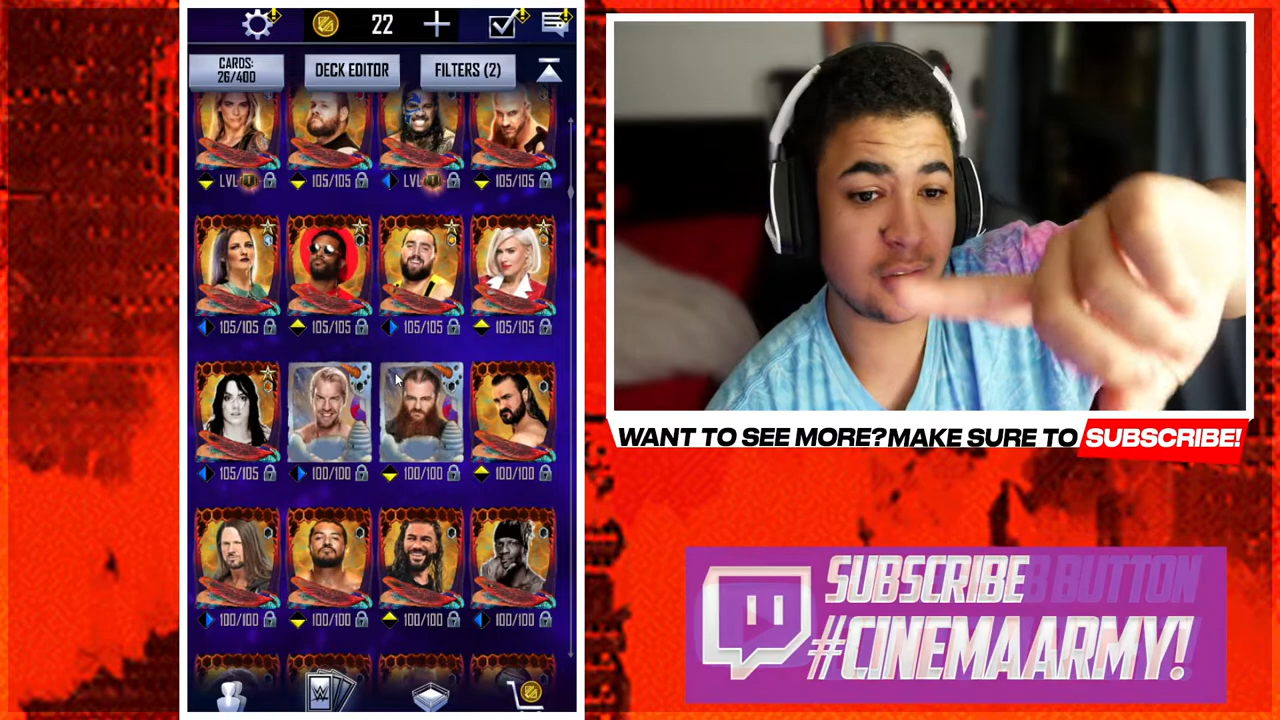 22
CARDS:
26/400
DECK EDITOR
FILTERS (2)
LVL 105/105 LVL 105/105
105/105 105/105 105/105 105/105
105/105 100/100 100/100 100/100
100/100 100/100 100/100 100/100
W
WANT TO SEE MORE? MAKE SURE TO SUBSCRIBE!
SUBSCRIBE
#CINEMAARMY!